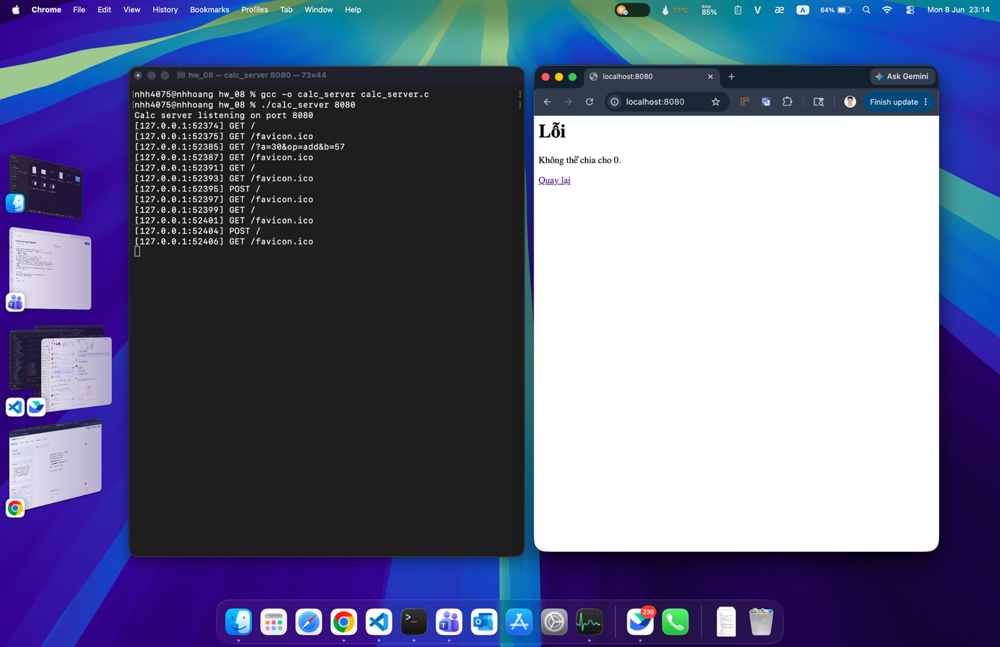 Chrome File Edit View History Bookmarks Profiles Tab Window Help
71°C RAM 85% V æ A 64% Mon 8 Jun 23:14
hw_08 — calc_server 8080 — 73×44
[nhh4075@nhhoang hw_08 % gcc -o calc_server calc_server.c ]
[nhh4075@nhhoang hw_08 % ./calc_server 8080 ]
Calc server listening on port 8080
[127.0.0.1:52374] GET /
[127.0.0.1:52375] GET /favicon.ico
[127.0.0.1:52385] GET /?a=30&op=add&b=57
[127.0.0.1:52387] GET /favicon.ico
[127.0.0.1:52391] GET /
[127.0.0.1:52393] GET /favicon.ico
[127.0.0.1:52395] POST /
[127.0.0.1:52397] GET /favicon.ico
[127.0.0.1:52399] GET /
[127.0.0.1:52401] GET /favicon.ico
[127.0.0.1:52404] POST /
[127.0.0.1:52406] GET /favicon.ico
localhost:8080
Ask Gemini
localhost:8080
Finish update
Lỗi
Không thể chia cho 0.
Quay lại
239